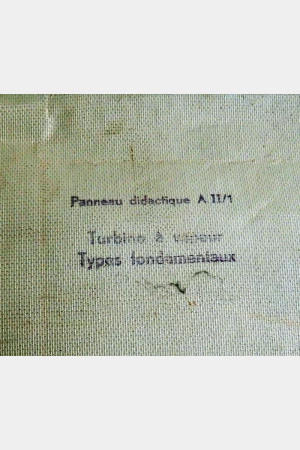 Panneau didactique A II/1
Turbine à vapeur
Types fondamentaux